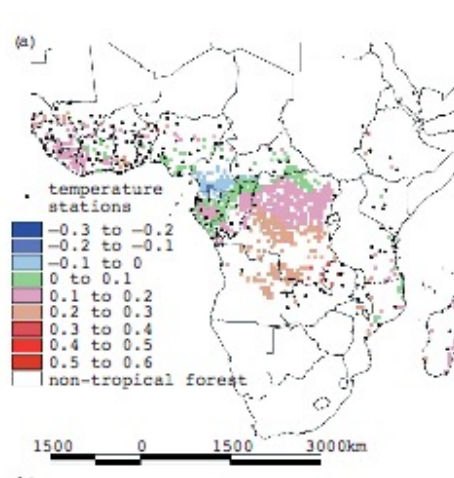 (a)
temperature
stations
-0.3 to -0.2
-0.2 to -0.1
-0.1 to 0
0 to 0.1
0.1 to 0.2
0.2 to 0.3
0.3 to 0.4
0.4 to 0.5
0.5 to 0.6
non-tropical forest
1500 0 1500 3000km